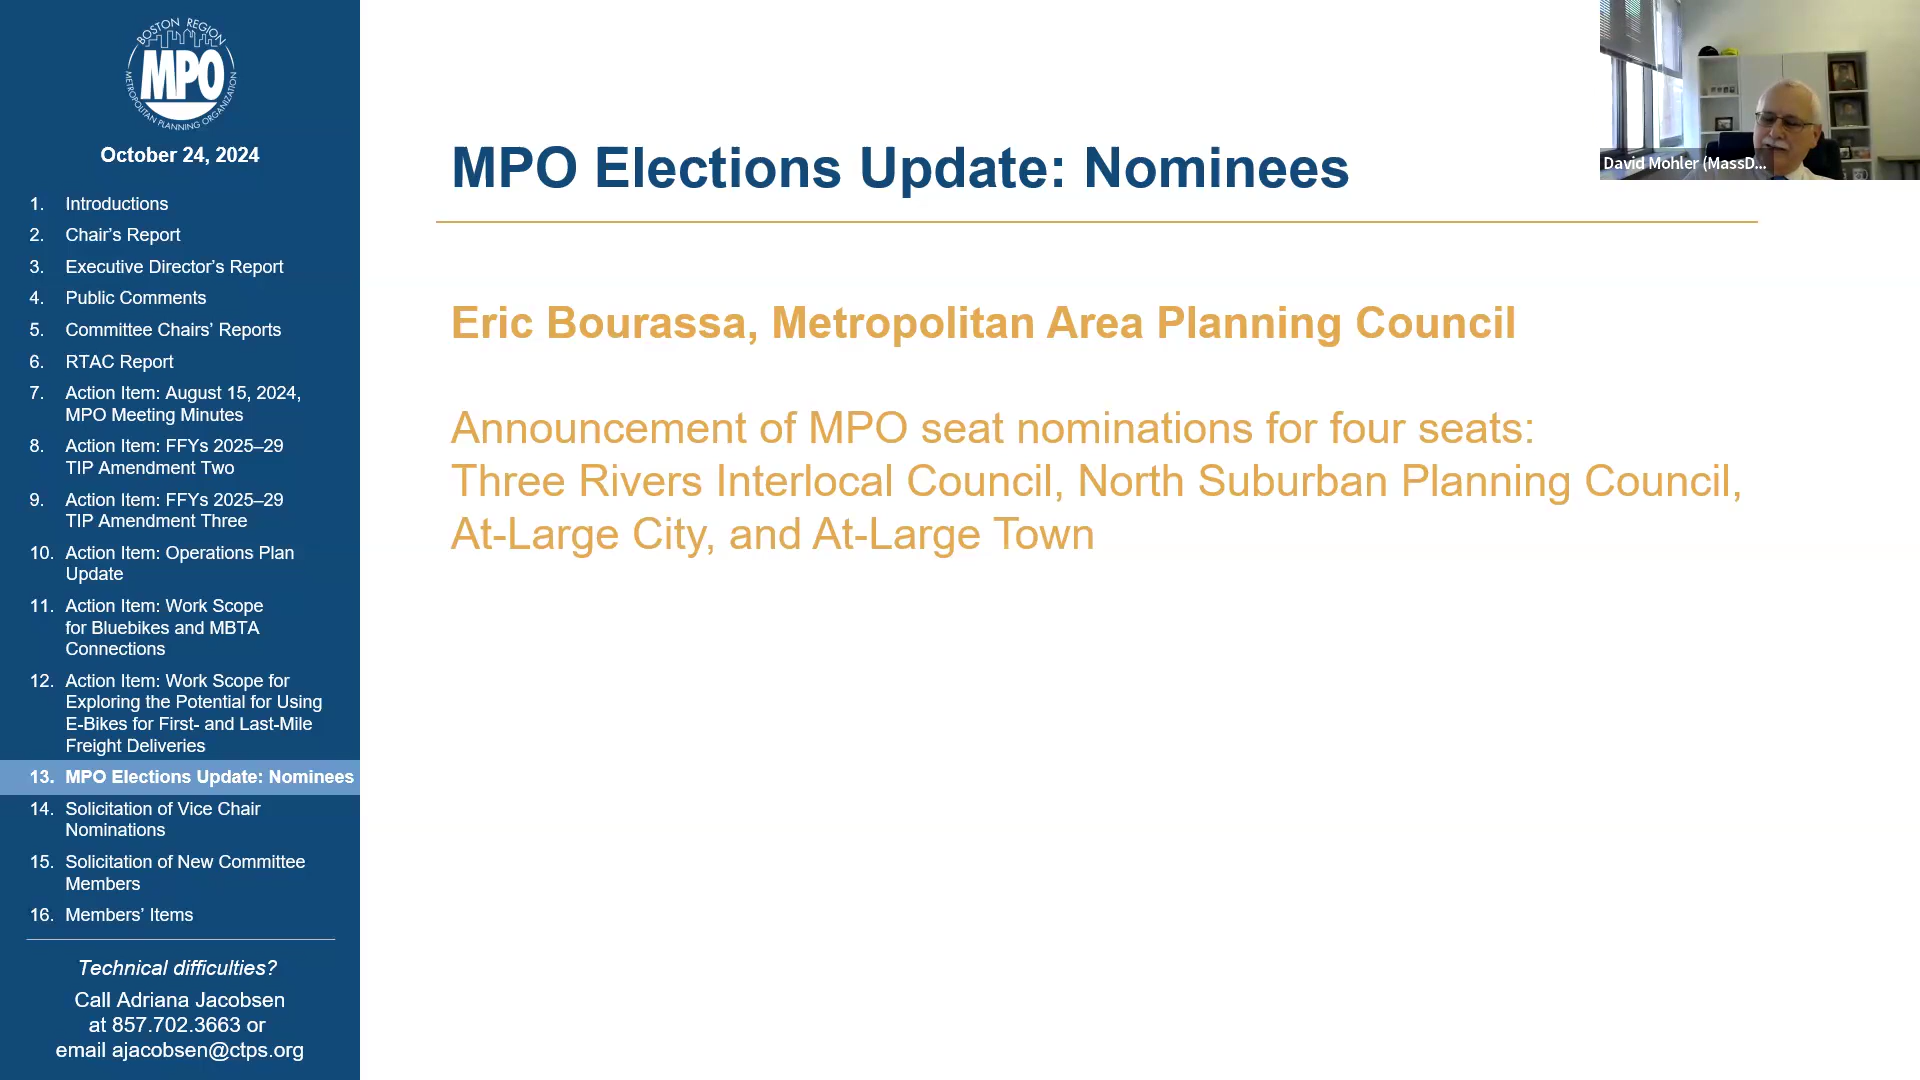 BOSTON REGION
MPO
METROPOLITAN PLANNING ORGANIZATION
October 24, 2024
1. Introductions
2. Chair’s Report
3. Executive Director’s Report
4. Public Comments
5. Committee Chairs’ Reports
6. RTAC Report
7. Action Item: August 15, 2024,
MPO Meeting Minutes
8. Action Item: FFYs 2025–29
TIP Amendment Two
9. Action Item: FFYs 2025–29
TIP Amendment Three
10. Action Item: Operations Plan
Update
11. Action Item: Work Scope
for Bluebikes and MBTA
Connections
12. Action Item: Work Scope for
Exploring the Potential for Using
E-Bikes for First- and Last-Mile
Freight Deliveries
13. MPO Elections Update: Nominees
14. Solicitation of Vice Chair
Nominations
15. Solicitation of New Committee
Members
16. Members’ Items
Technical difficulties?
Call Adriana Jacobsen
at 857.702.3663 or
email ajacobsen@ctps.org
MPO Elections Update: Nominees
Eric Bourassa, Metropolitan Area Planning Council
Announcement of MPO seat nominations for four seats:
Three Rivers Interlocal Council, North Suburban Planning Council,
At-Large City, and At-Large Town
David Mohler (MassD...